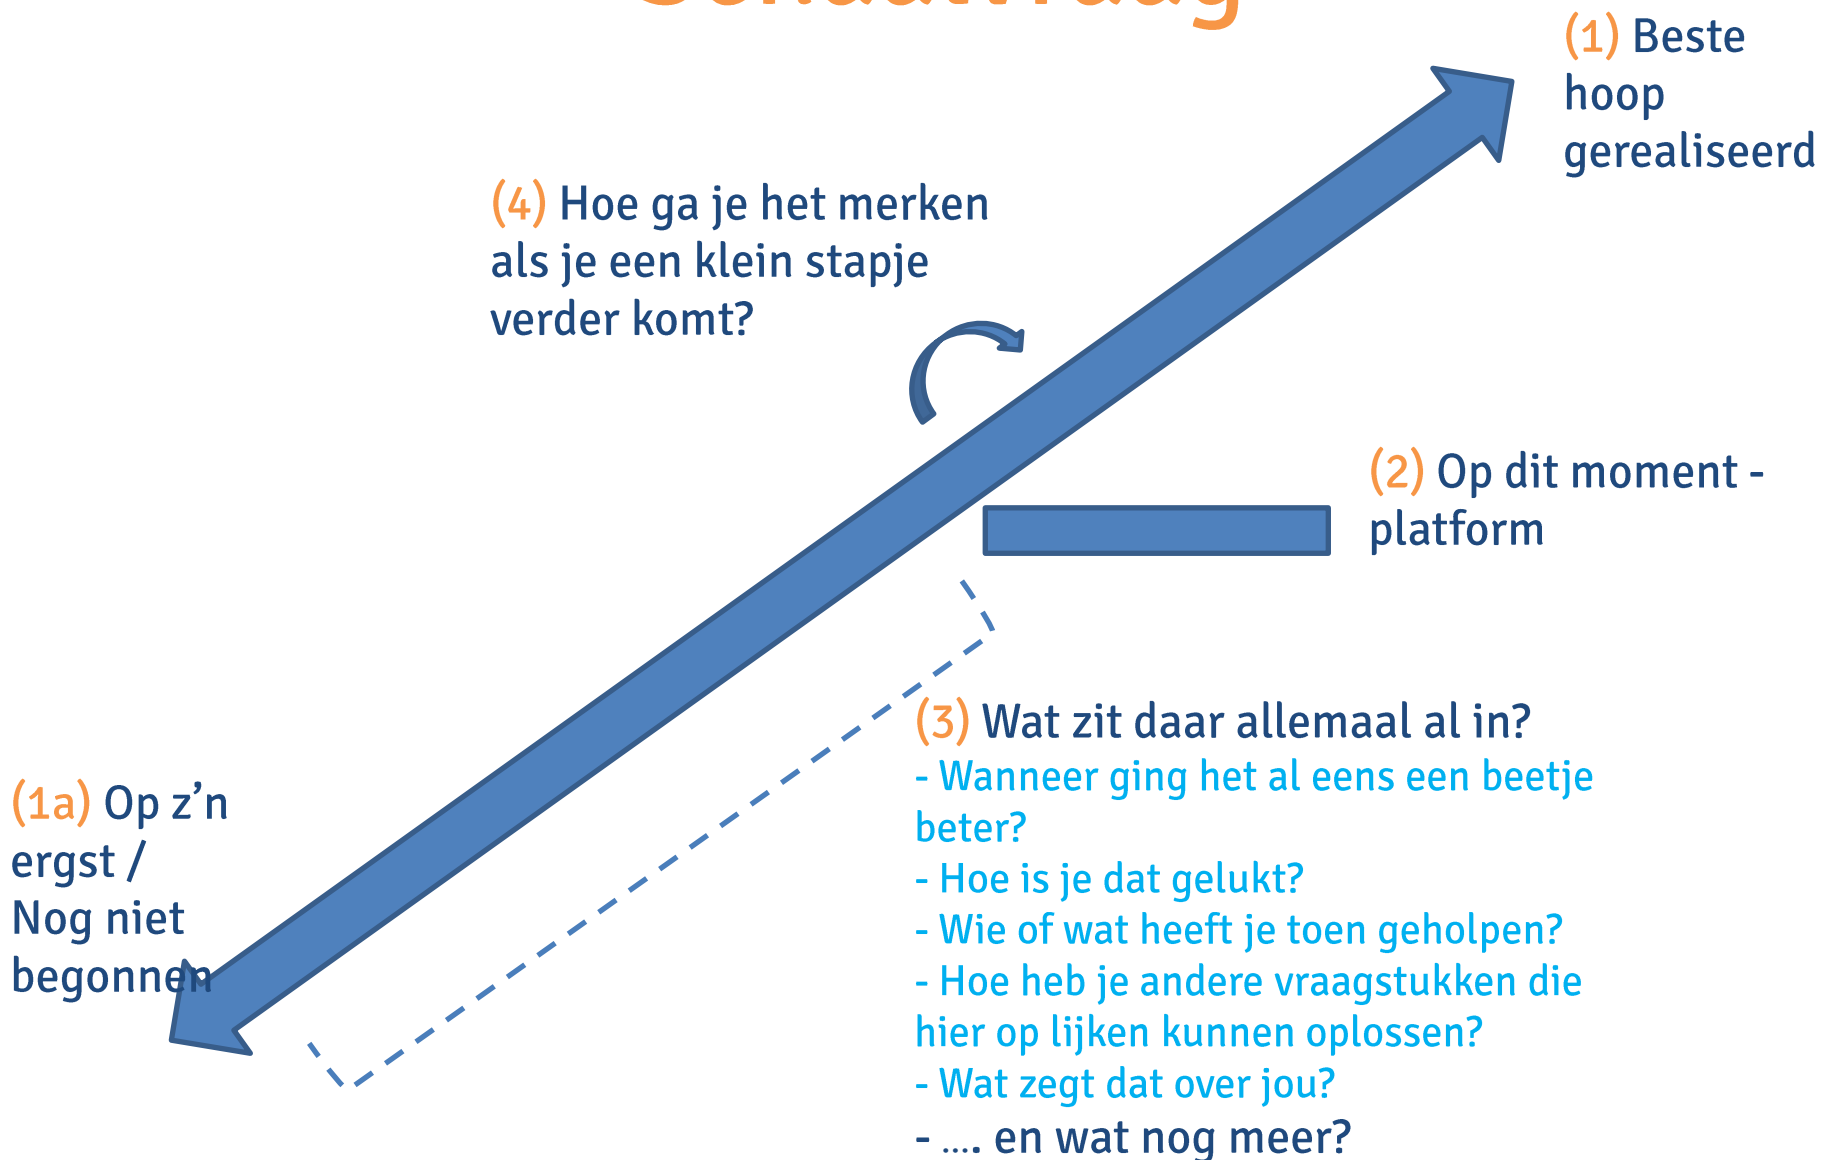 (1) Beste
hoop
gerealiseerd
(4) Hoe ga je het merken
als je een klein stapje
verder komt?
(2) Op dit moment -
platform
(3) Wat zit daar allemaal al in?
- Wanneer ging het al eens een beetje
beter?
- Hoe is je dat gelukt?
- Wie of wat heeft je toen geholpen?
- Hoe heb je andere vraagstukken die
hier op lijken kunnen oplossen?
- Wat zegt dat over jou?
- .... en wat nog meer?
(1a) Op z’n
ergst /
Nog niet
begonnen